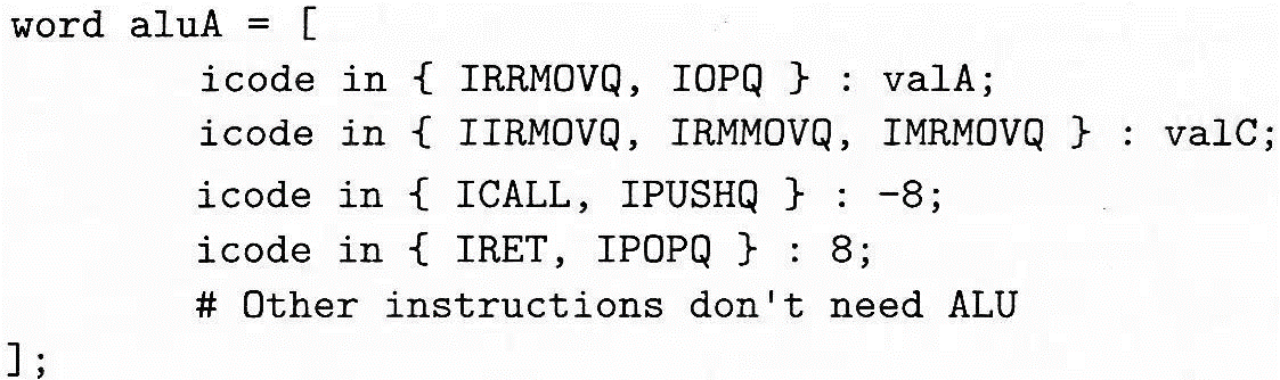 word aluA = [
icode in { IRRMOVQ, IOPQ } : valA;
icode in { IIRMOVQ, IRMMOVQ, IMRMOVQ } : valC;
icode in { ICALL, IPUSHQ } : -8;
icode in { IRET, IPOPQ } : 8;
# Other instructions don't need ALU
];